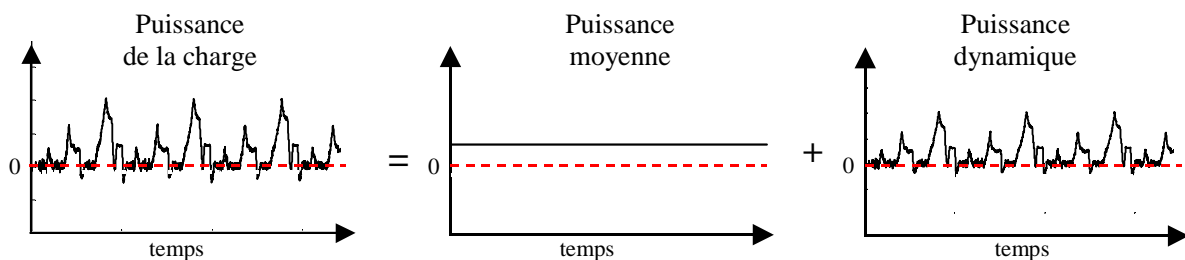 Puissance
de la charge
0
temps
=
Puissance
moyenne
0
temps
+
Puissance
dynamique
0
temps